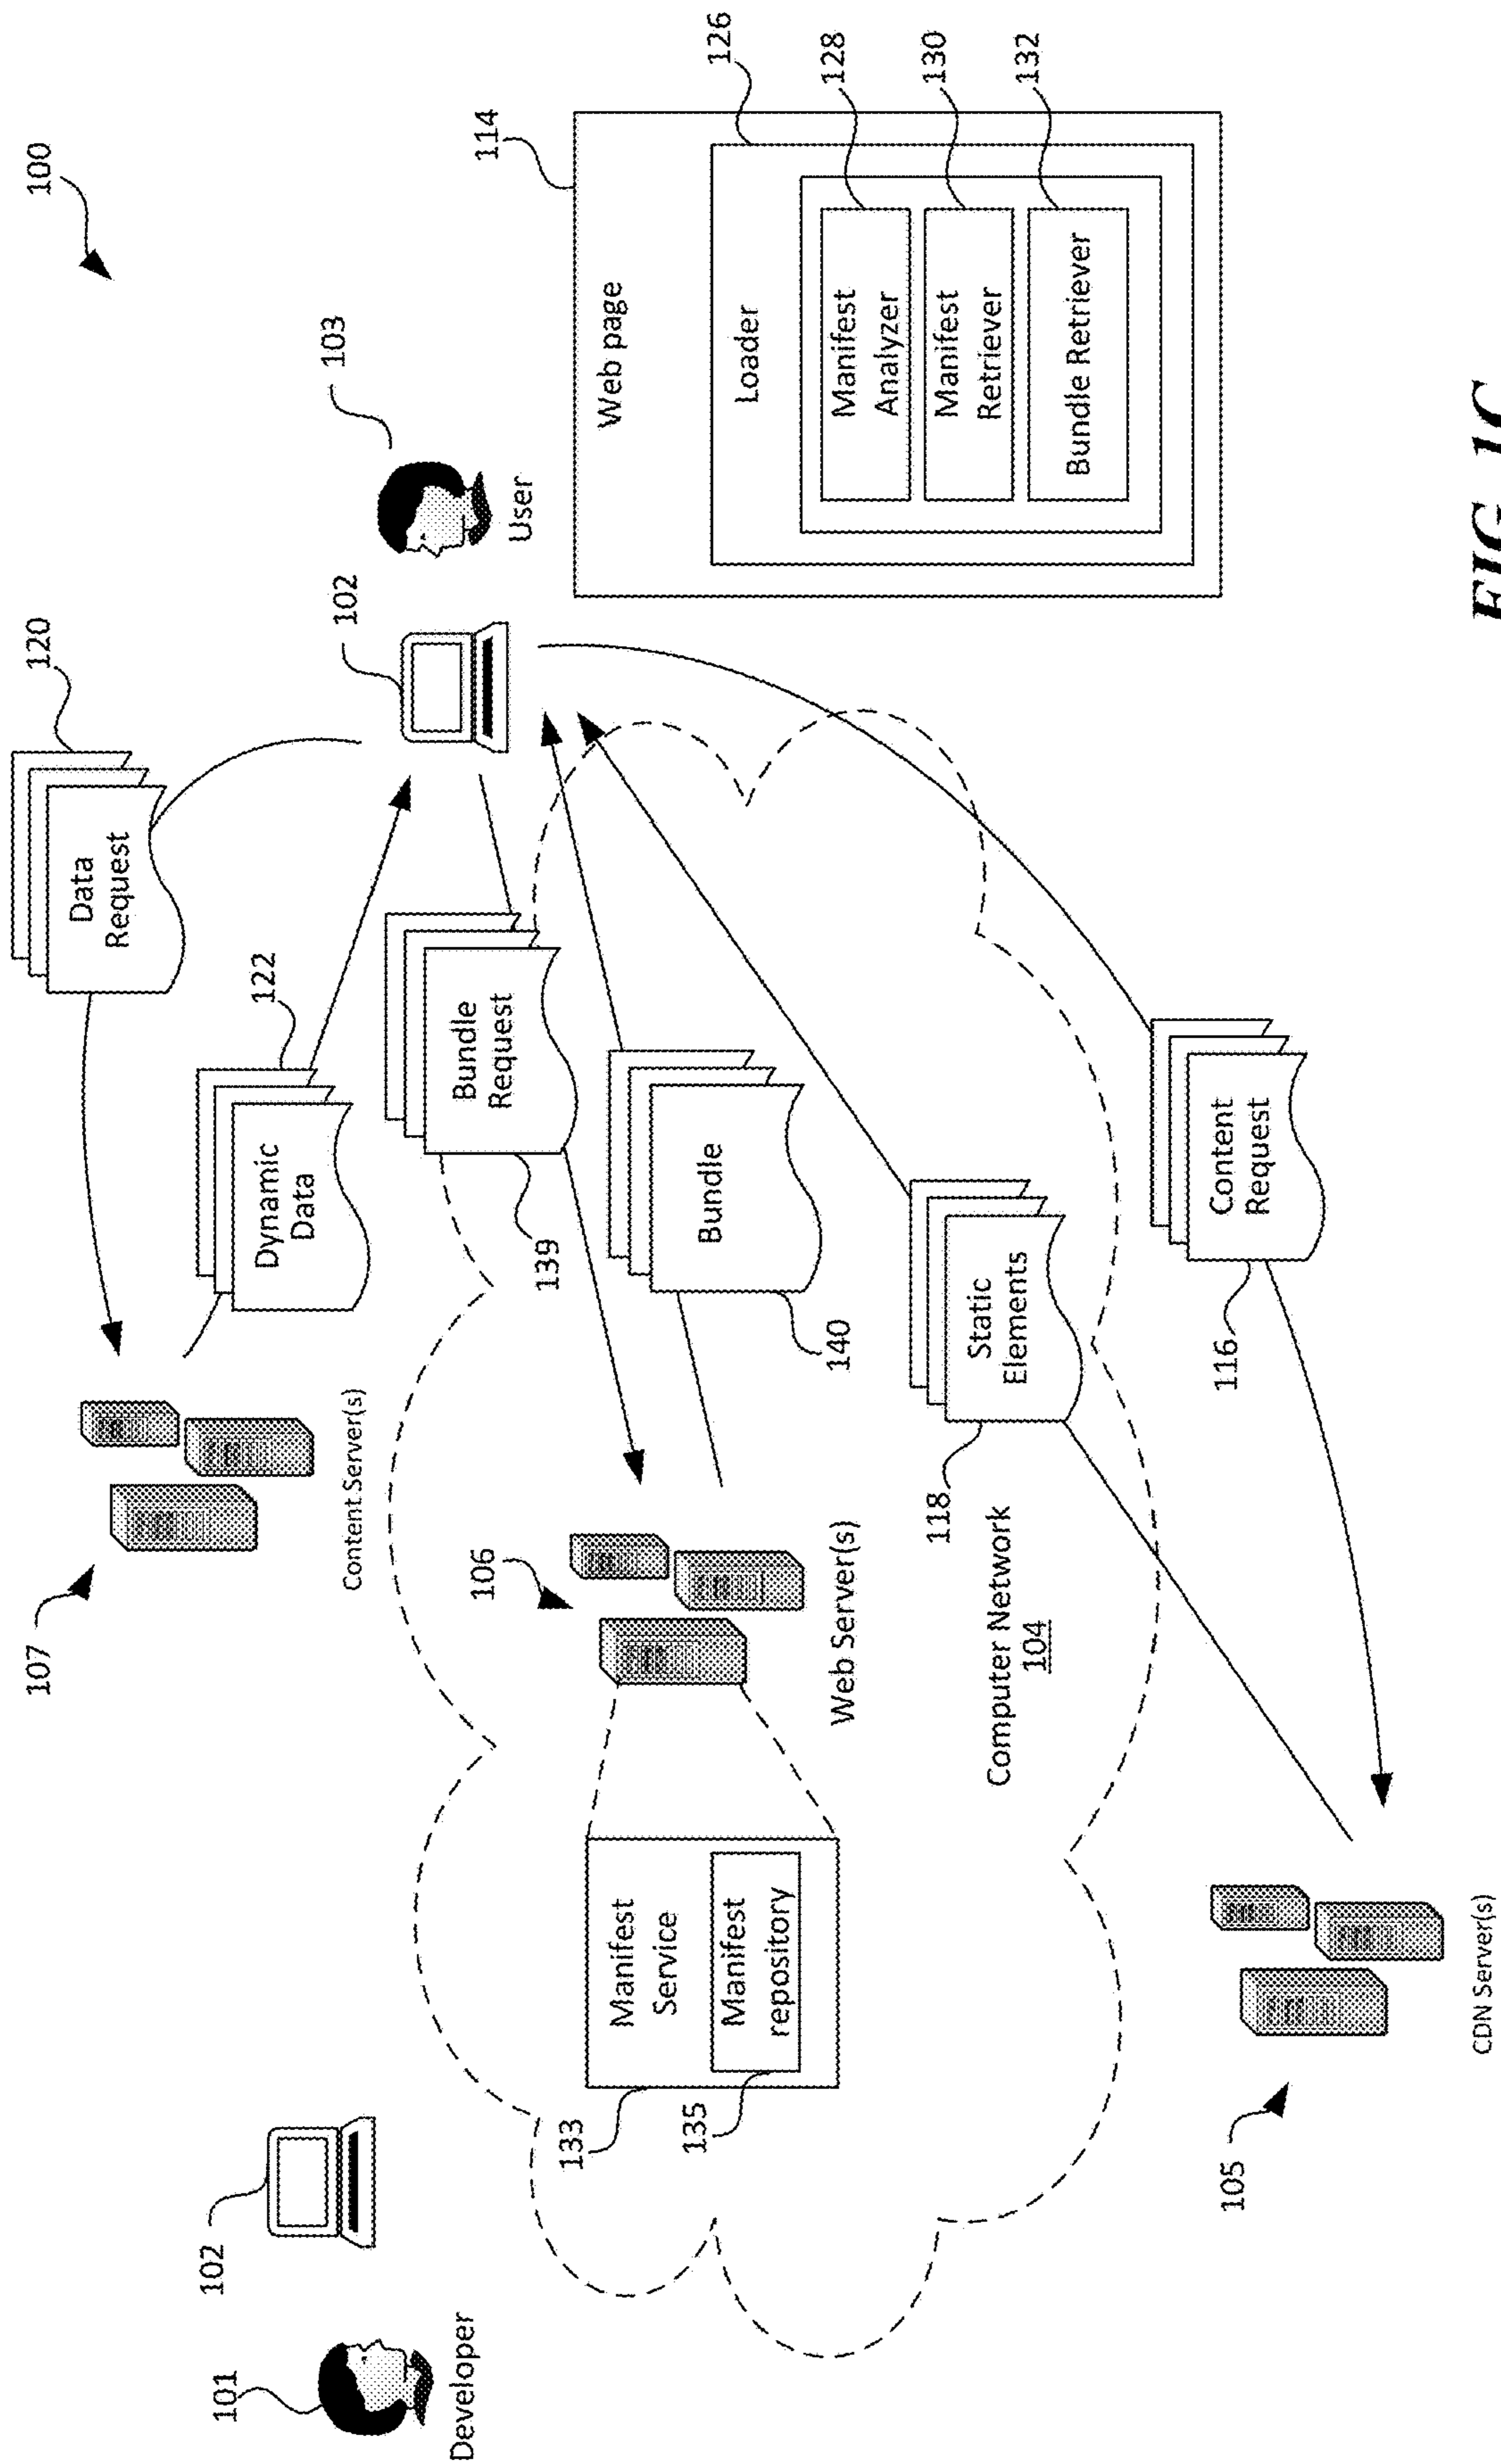 100
107
Content Server(s)
Data
Request
120
Dynamic
Data
122
101
Developer
102
102
103
User
Bundle
Request
139
106
Web Server(s)
Manifest
Service
Manifest
repository
133
135
Bundle
140
Static
Elements
118
Computer Network
104
Content
Request
116
105
CDN Server(s)
114
Web page
126
Loader
128
Manifest
Analyzer
130
Manifest
Retriever
132
Bundle Retriever
FIG. 1C